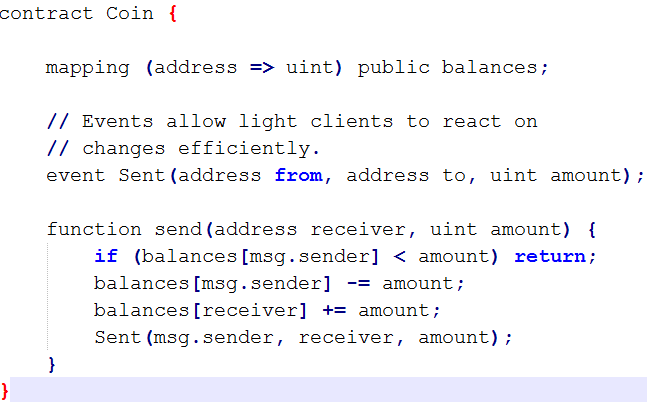 contract Coin {
mapping (address => uint) public balances;
// Events allow light clients to react on
// changes efficiently.
event Sent(address from, address to, uint amount);
function send(address receiver, uint amount) {
if (balances[msg.sender] < amount) return;
balances[msg.sender] -= amount;
balances[receiver] += amount;
Sent(msg.sender, receiver, amount);
}
}